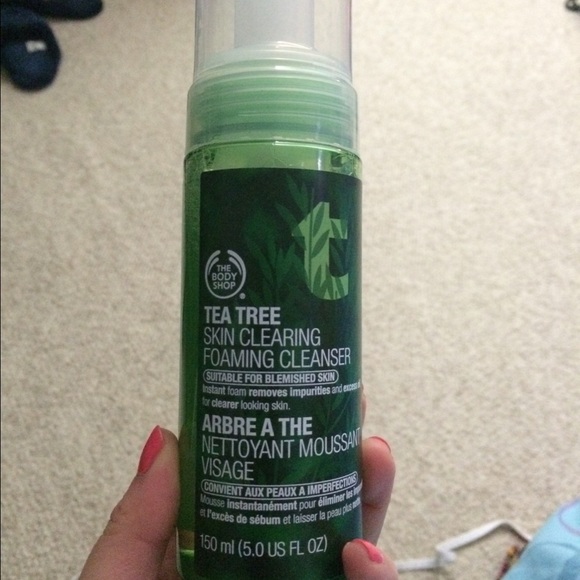 t
THE
BODY
SHOP
®
TEA TREE
SKIN CLEARING
FOAMING CLEANSER
SUITABLE FOR BLEMISHED SKIN
Instant foam removes impurities and excess
for clearer looking skin.
ARBRE A THE
NETTOYANT MOUSSANT
VISAGE
CONVIENT AUX PEAUX A IMPERFECTIONS
Mousse instantanément pour éliminer les
et l'excès de sébum et laisser la peau plus
150 ml (5.0 US FL OZ)